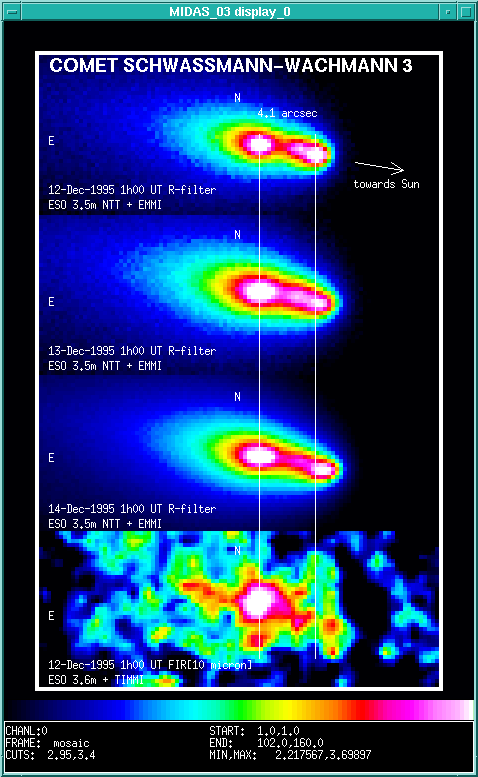 MIDAS_03 display_0
COMET SCHWASSMANN-WACHMANN 3
N
4.1 arcsec
E
towards Sun
12-Dec-1995 1h00 UT R-filter
ESO 3.5m NTT + EMMI
N
E
13-Dec-1995 1h00 UT R-filter
ESO 3.5m NTT + EMMI
N
E
14-Dec-1995 1h00 UT R-filter
ESO 3.5m NTT + EMMI
N
E
12-Dec-1995 1h00 UT FIR[10 micron]
ESO 3.6m + TIMMI
CHANL:0 START: 1.0,1.0
FRAME: mosaic END: 102.0,160.0
CUTS: 2.95,3.4 MIN,MAX: 2.217567,3.69897